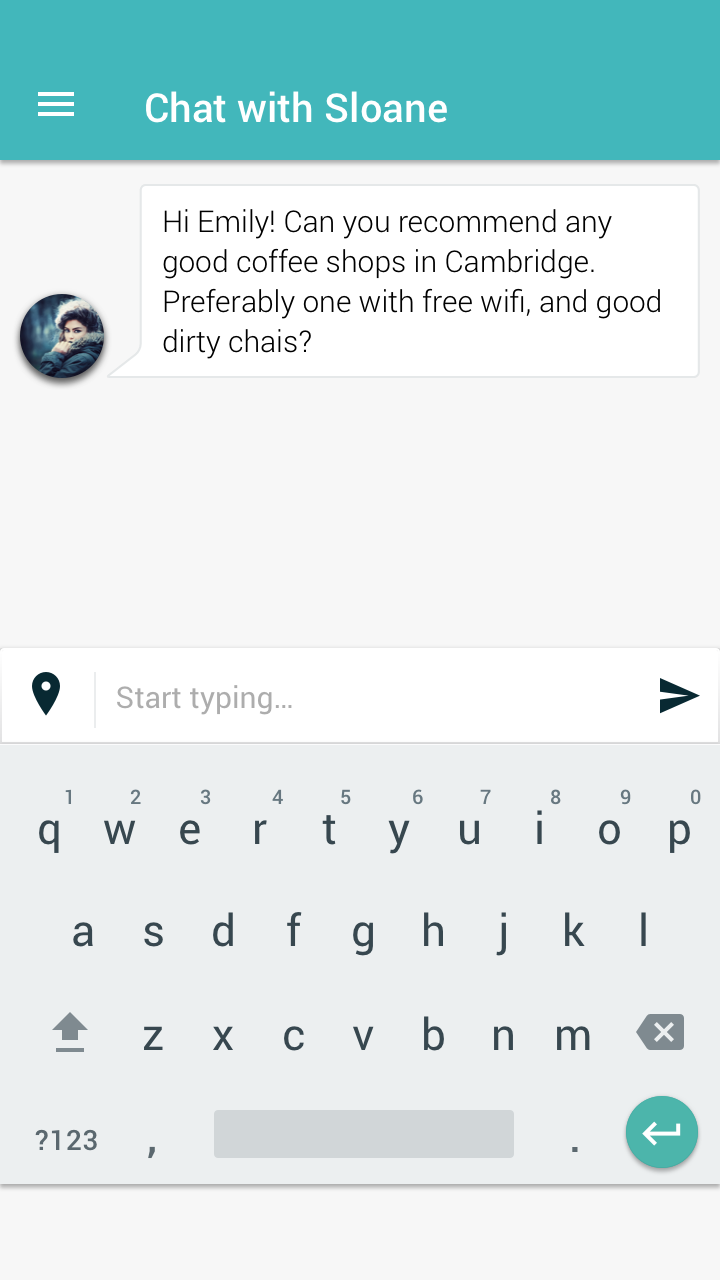 Chat with Sloane
Hi Emily! Can you recommend any
good coffee shops in Cambridge.
Preferably one with free wifi, and good
dirty chais?
Start typing...
1 2 3 4 5 6 7 8 9 0
q w e r t y u i o p
a s d f g h j k l
z x c v b n m
?123 , .